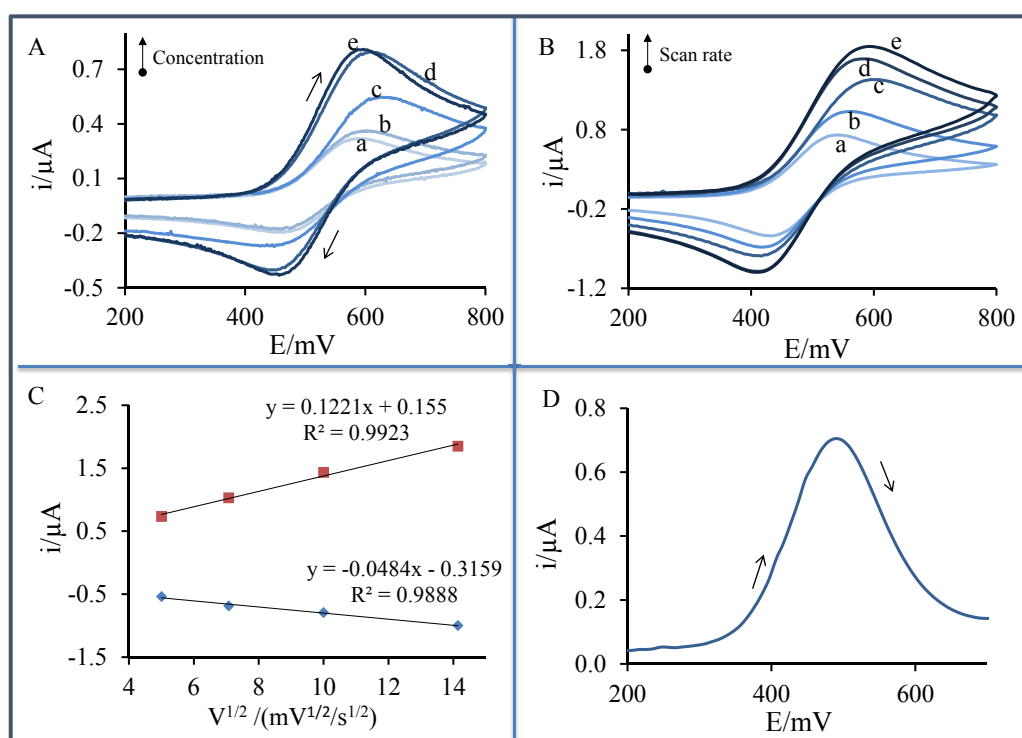 A
Concentration
0.7
0.4
0.1
-0.2
-0.5
i/µA
e
d
c
b
a
200
400
600
800
E/mV
B
Scan rate
1.8
0.8
-0.2
-1.2
i/µA
e
d
c
b
a
200
400
600
800
E/mV
C
2.5
1.5
0.5
-0.5
-1.5
i/µA
y = 0.1221x + 0.155
R² = 0.9923
y = -0.0484x - 0.3159
R² = 0.9888
4
6
8
10
12
14
V¹/² /(mV¹/²/s¹/²)
D
0.8
0.6
0.4
0.2
0.0
i/µA
200
400
600
E/mV